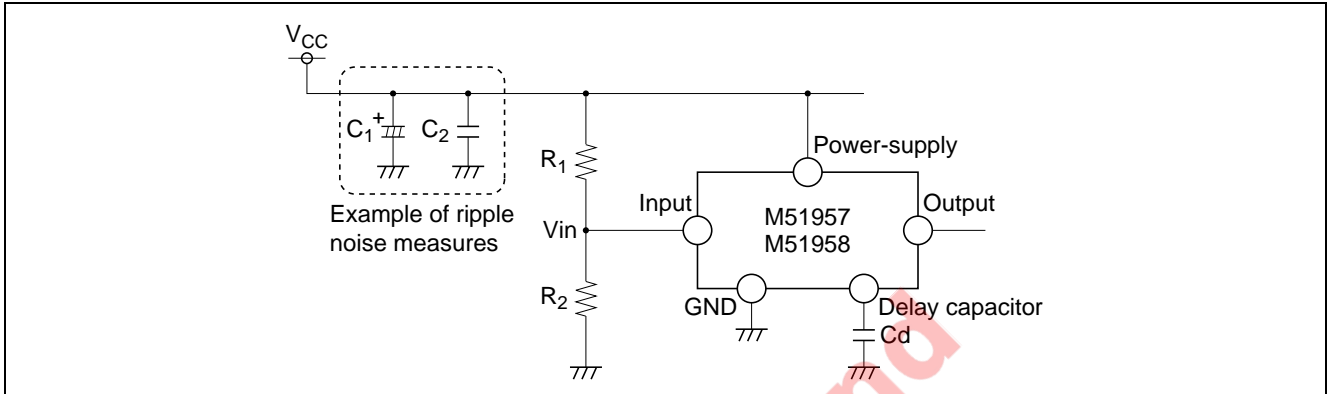 VCC
C1
+
C2
Example of ripple
noise measures
R1
Vin
R2
Input
Power-supply
M51957
M51958
Output
GND
Delay capacitor
Cd
nd